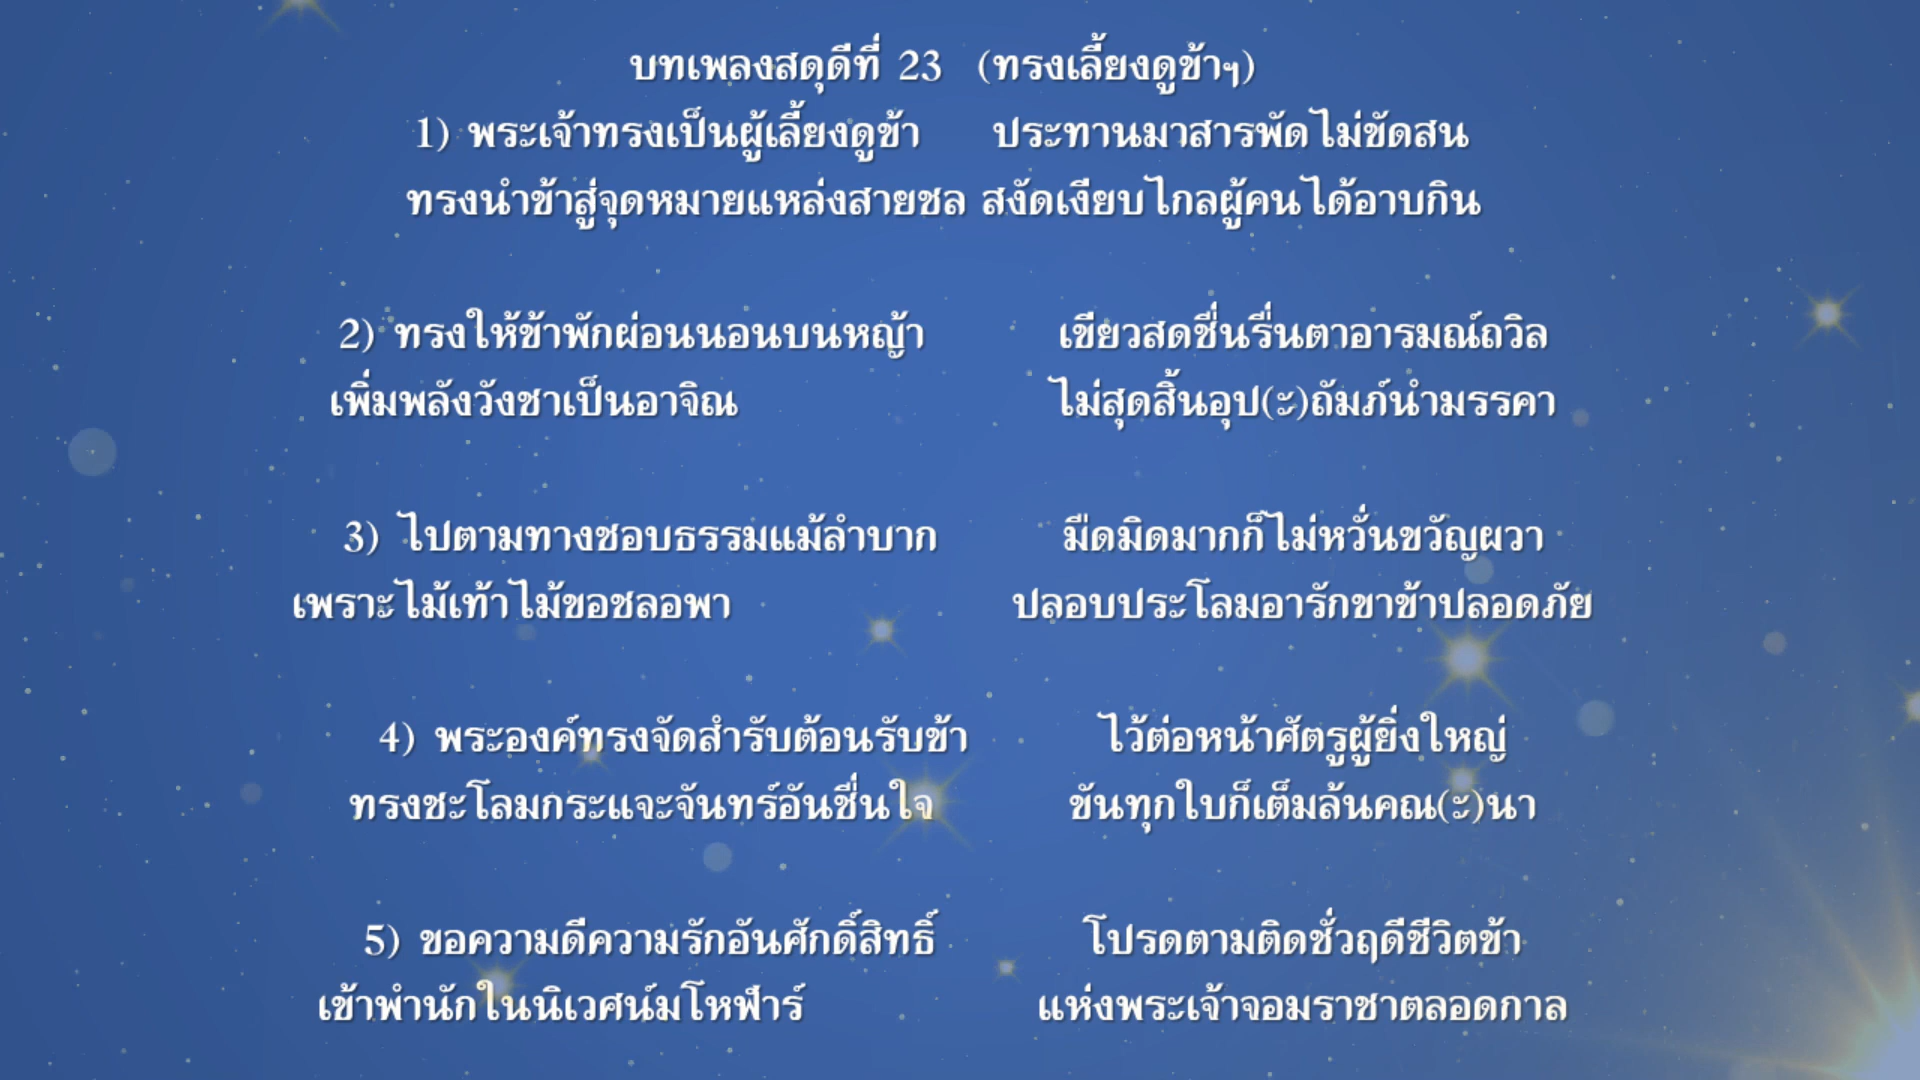 บทเพลงสดุดีที่ 23 (ทรงเลี้ยงดูข้าฯ)
1) พระเจ้าทรงเป็นผู้เลี้ยงดูข้า ประทานมาสารพัดไม่ขัดสน
ทรงนำข้าสู่จุดหมายแหล่งสายชล สงัดเงียบไกลผู้คนได้อาบกิน
2) ทรงให้ข้าพักผ่อนนอนบนหญ้า เขียวสดชื่นรื่นตาอารมณ์ถวิล
เพิ่มพลังวังชาเป็นอาจิณ ไม่สุดสิ้นอุป(ะ)ถัมภ์นำมรรคา
3) ไปตามทางชอบธรรมแม้ลำบาก มืดมิดมากก็ไม่หวั่นขวัญผวา
เพราะไม้เท้าไม้ขอชลอพา ปลอบประโลมอารักขาข้าปลอดภัย
4) พระองค์ทรงจัดสำรับต้อนรับข้า ไว้ต่อหน้าศัตรูผู้ยิ่งใหญ่
ทรงชะโลมกระแจะจันทร์อันชื่นใจ ขันทุกใบก็เต็มล้นคณ(ะ)นา
5) ขอความดีความรักอันศักดิ์สิทธิ์ โปรดตามติดชั่วฤดีชีวิตข้า
เข้าพำนักในนิเวศน์มโหฬาร์ แห่งพระเจ้าจอมราชาตลอดกาล